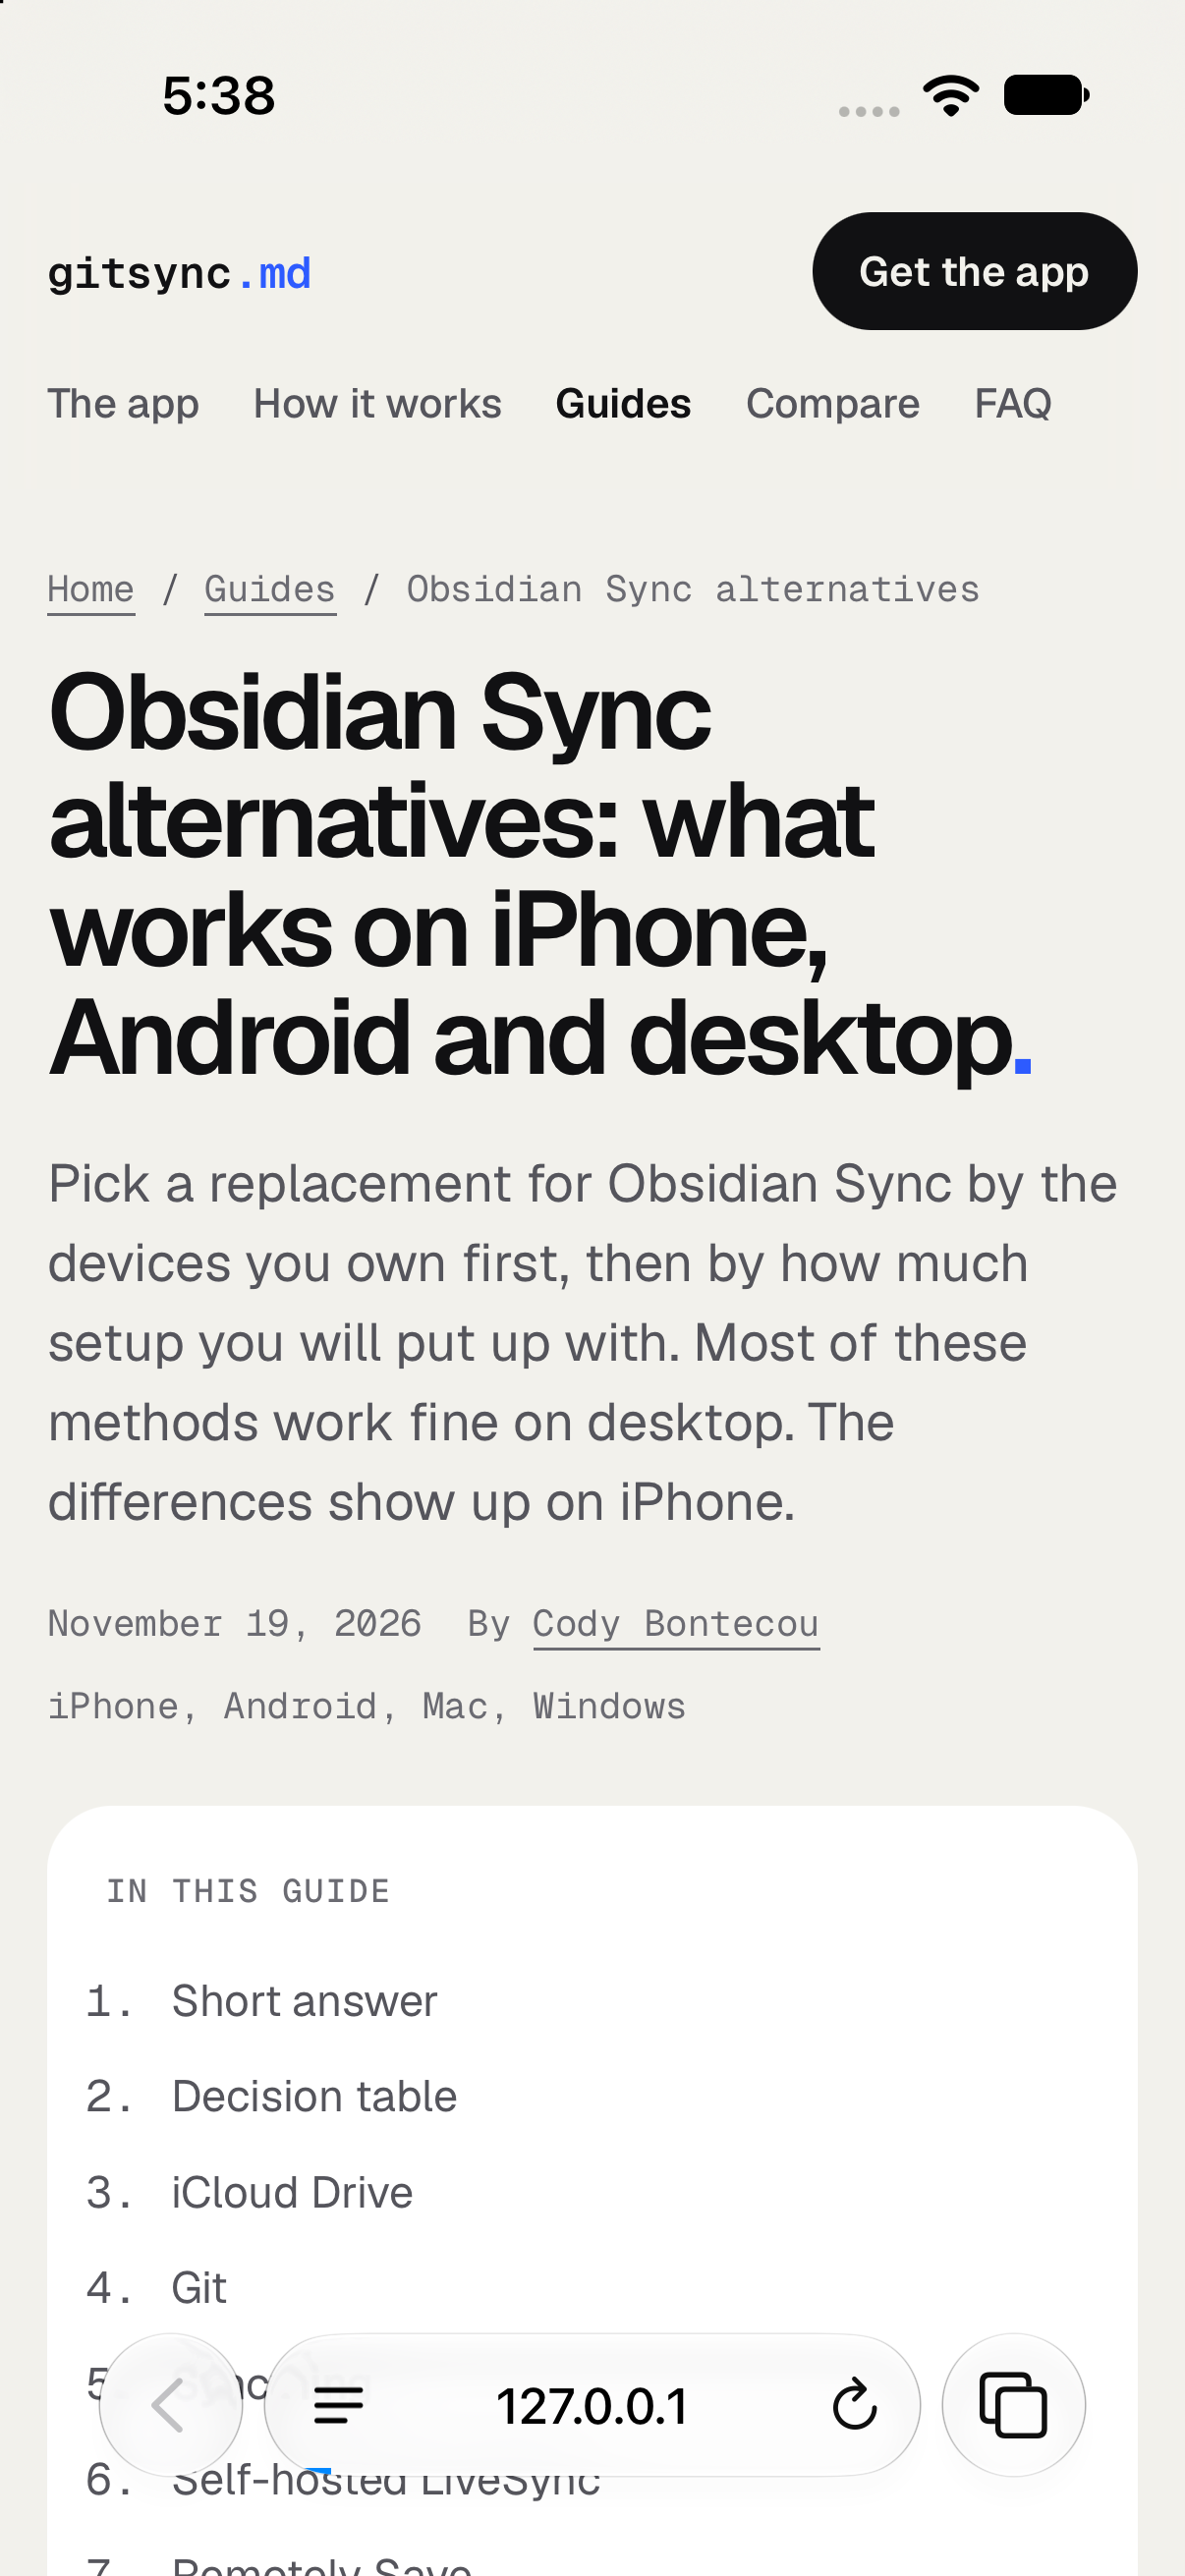 5:38
gitsync.md
Get the app
The app How it works Guides Compare FAQ
Home / Guides / Obsidian Sync alternatives
Obsidian Sync
alternatives: what
works on iPhone,
Android and desktop.
Pick a replacement for Obsidian Sync by the
devices you own first, then by how much
setup you will put up with. Most of these
methods work fine on desktop. The
differences show up on iPhone.
November 19, 2026 By Cody Bontecou
iPhone, Android, Mac, Windows
IN THIS GUIDE
1. Short answer
2. Decision table
3. iCloud Drive
4. Git
5.
127.0.0.1
6. Self-hosted LiveSync
7. Remotely Save